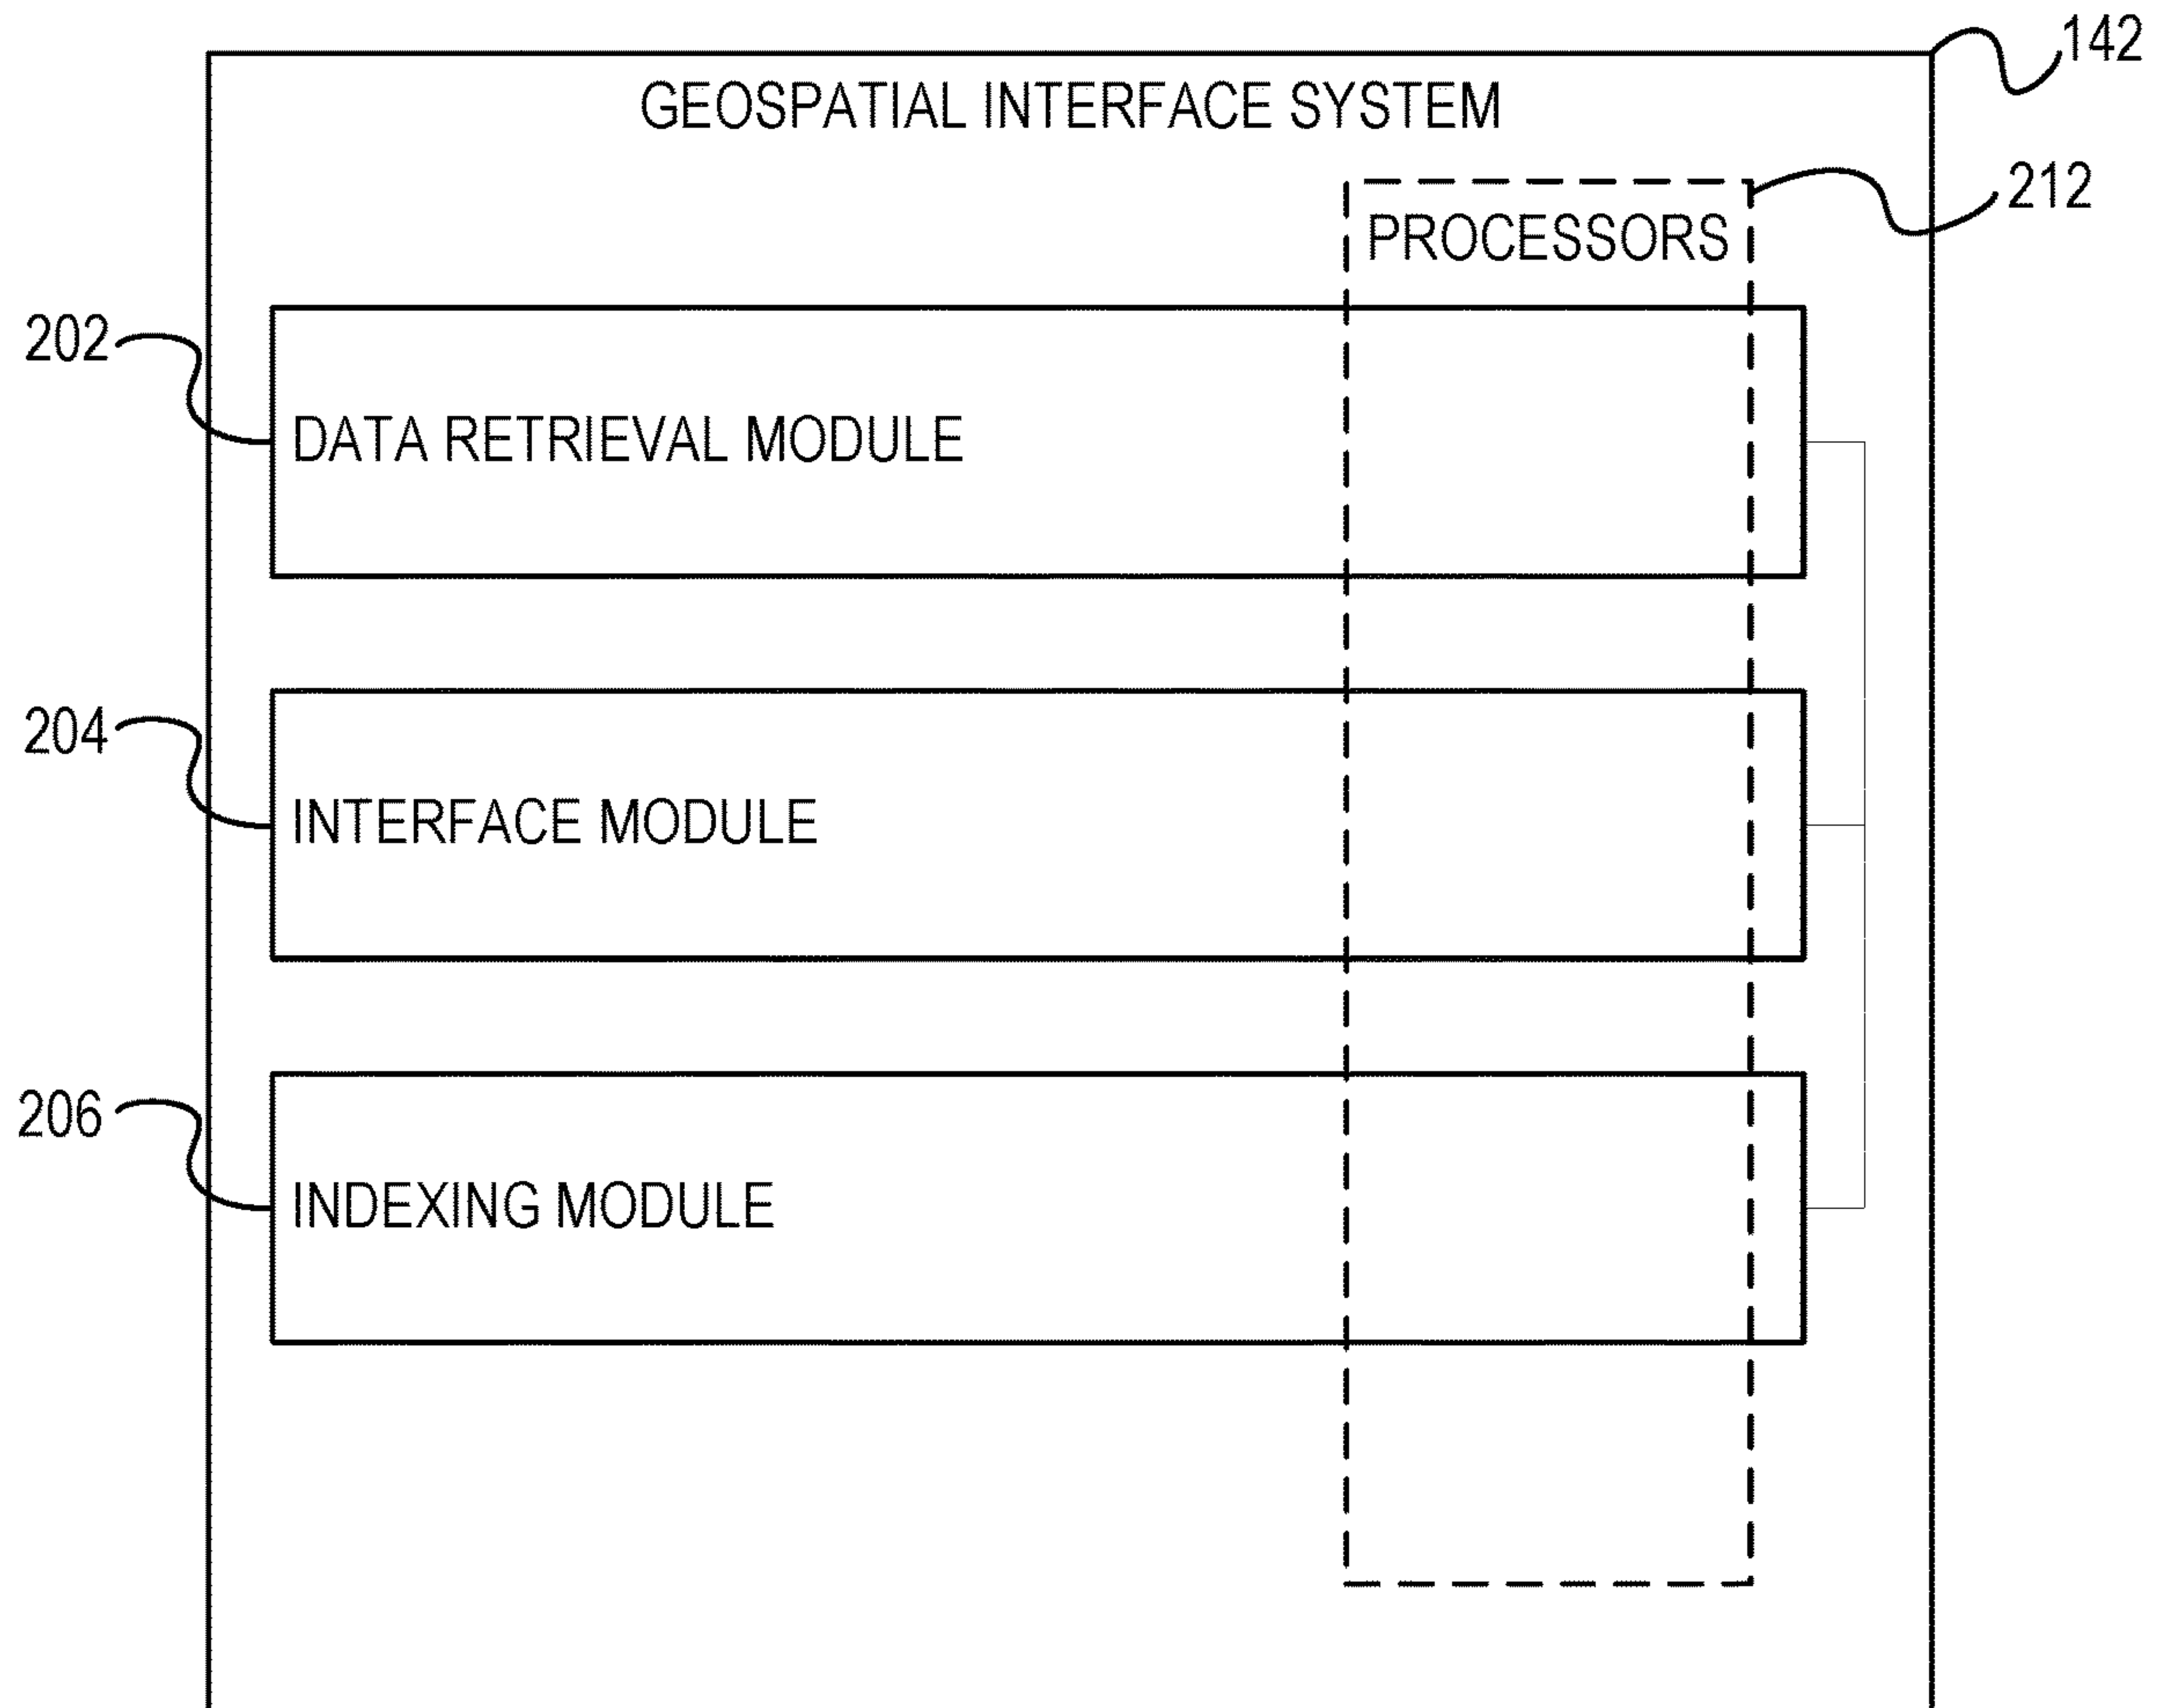 142
GEOSPATIAL INTERFACE SYSTEM
212
PROCESSORS
202
DATA RETRIEVAL MODULE
204
INTERFACE MODULE
206
INDEXING MODULE